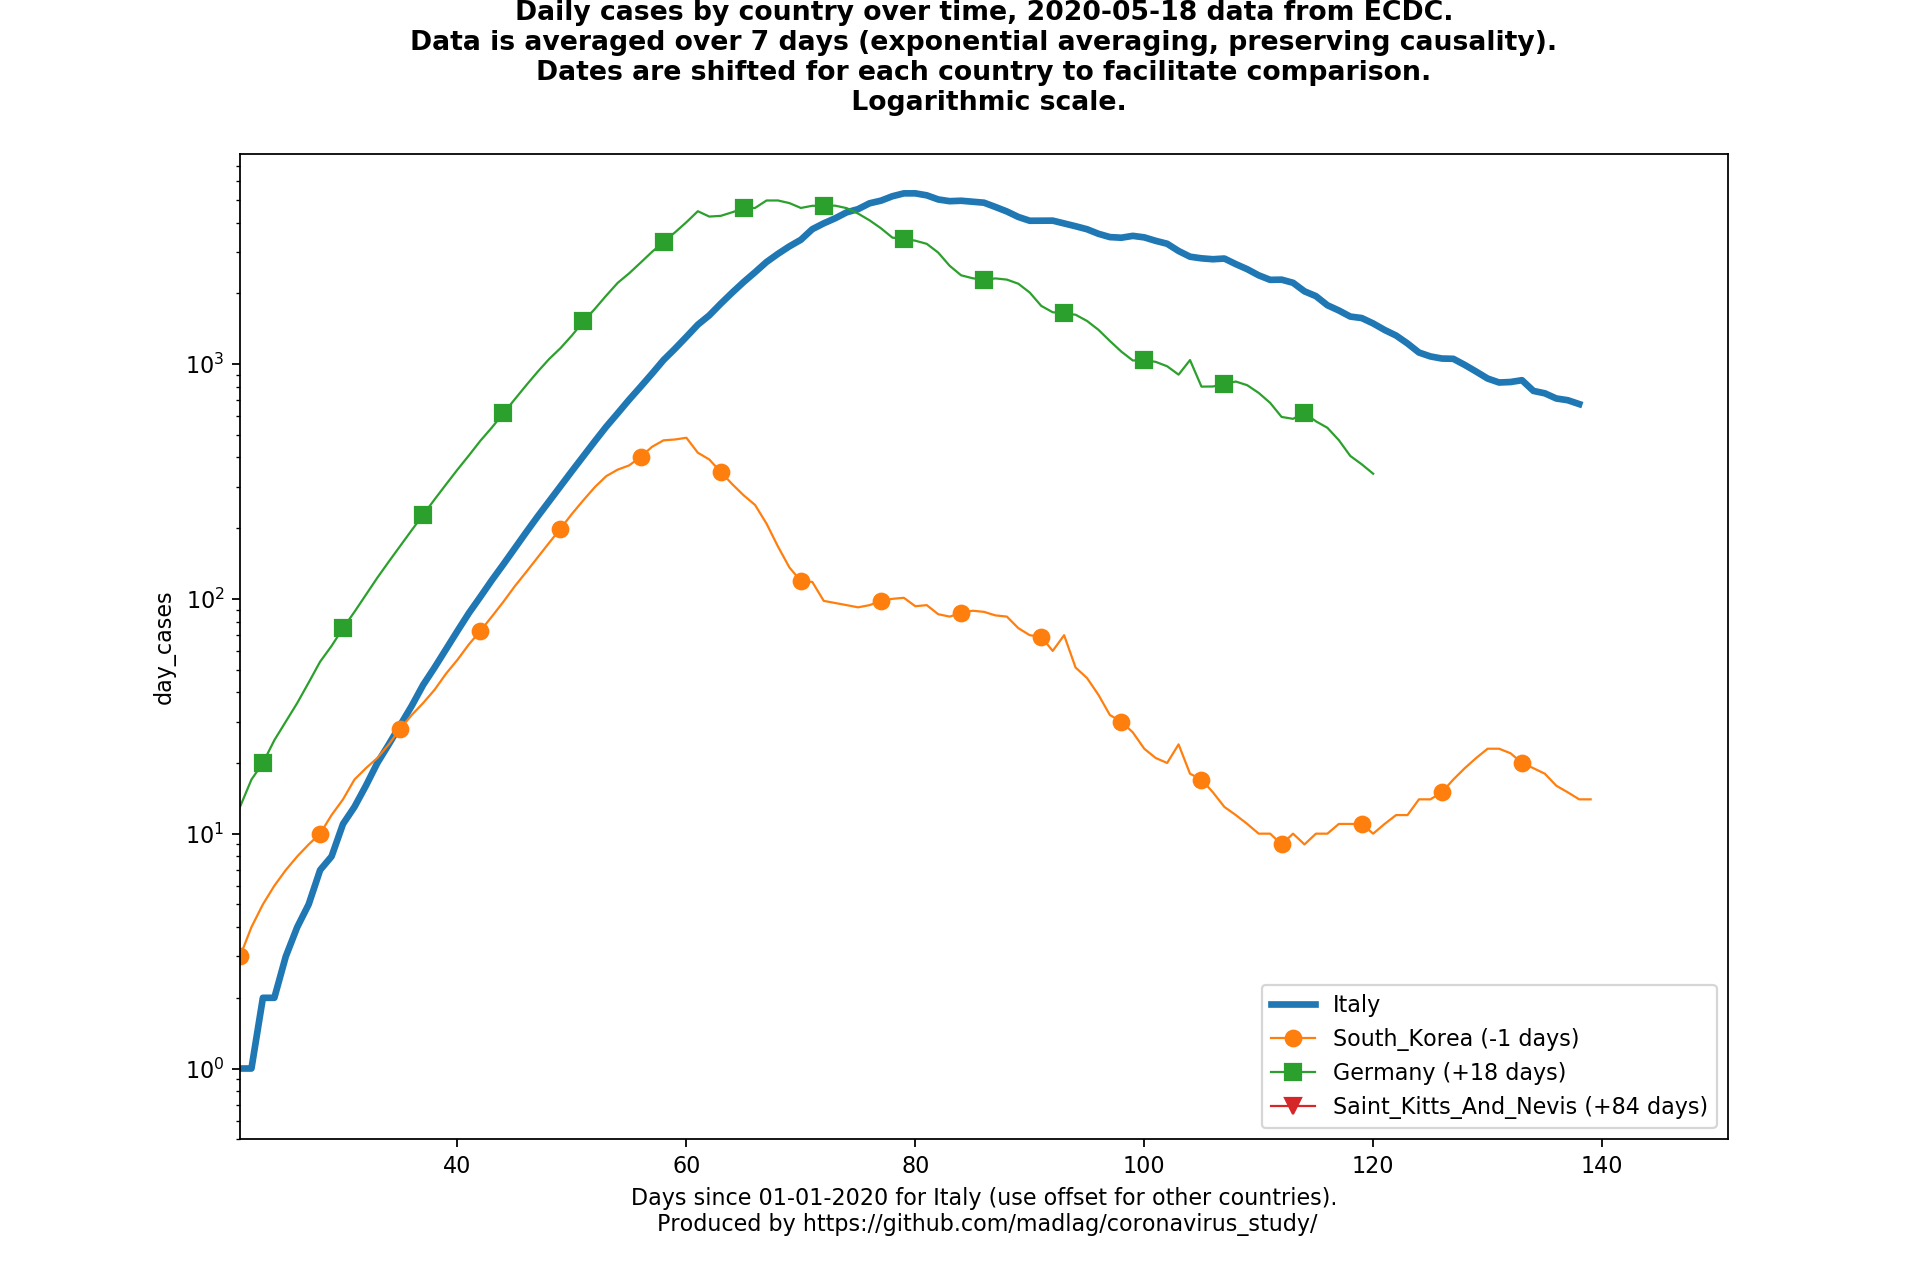 Daily cases by country over time, 2020-05-18 data from ECDC.
Data is averaged over 7 days (exponential averaging, preserving causality).
Dates are shifted for each country to facilitate comparison.
Logarithmic scale.
day_cases
10³
10²
10¹
10⁰
Italy
South_Korea (-1 days)
Germany (+18 days)
Saint_Kitts_And_Nevis (+84 days)
40 60 80 100 120 140
Days since 01-01-2020 for Italy (use offset for other countries).
Produced by https://github.com/madlag/coronavirus_study/